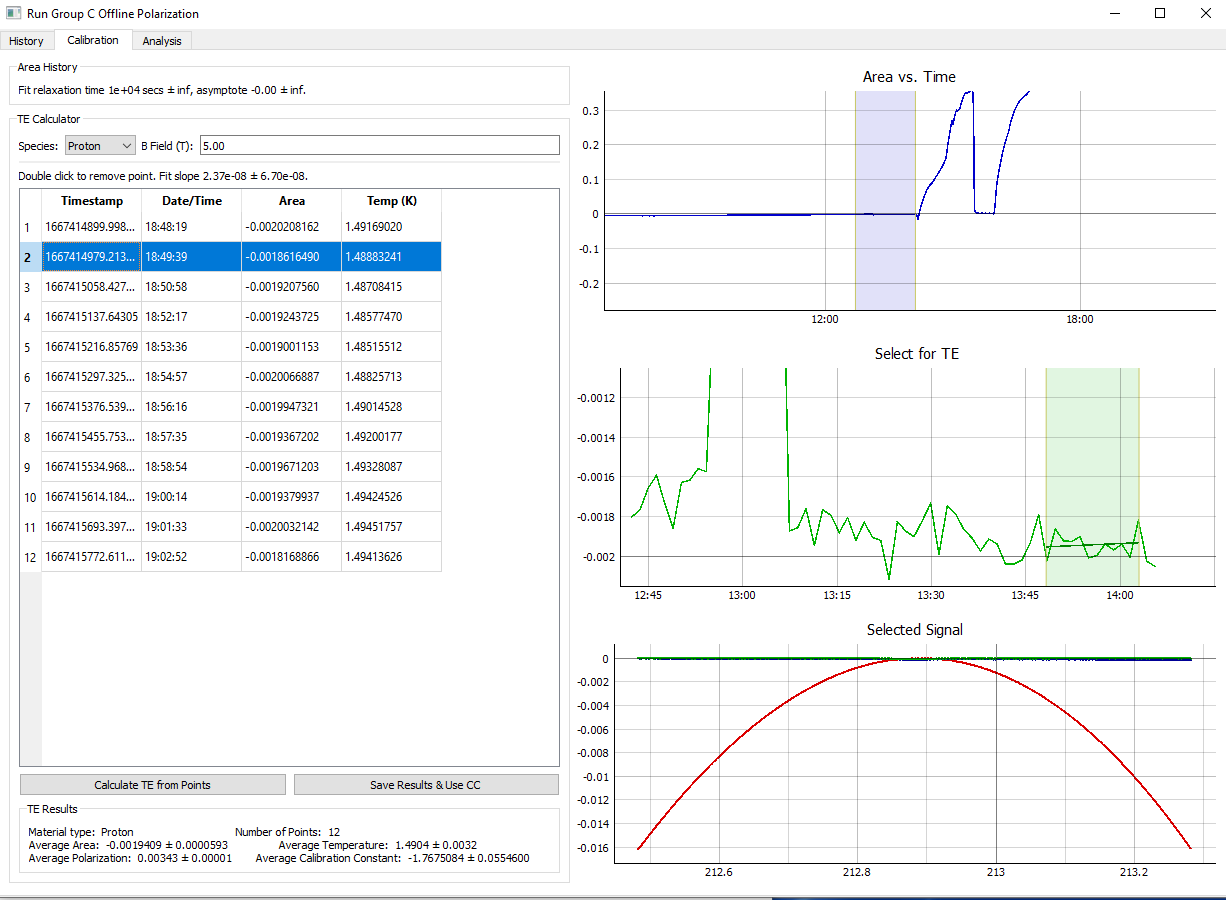 Run Group C Offline Polarization
History Calibration Analysis
Area History
Fit relaxation time 1e+04 secs ± inf, asymptote -0.00 ± inf.
TE Calculator
Species: Proton B Field (T): 5.00
Double click to remove point. Fit slope 2.37e-08 ± 6.70e-08.
Timestamp Date/Time Area Temp (K)
1 1667414899.998... 18:48:19 -0.0020208162 1.49169020
2 1667414979.213... 18:49:39 -0.0018616490 1.48883241
3 1667415058.427... 18:50:58 -0.0019207560 1.48708415
4 1667415137.64305 18:52:17 -0.0019243725 1.48577470
5 1667415216.85769 18:53:36 -0.0019001153 1.48515512
6 1667415297.325... 18:54:57 -0.0020066887 1.48825713
7 1667415376.539... 18:56:16 -0.0019947321 1.49014528
8 1667415455.753... 18:57:35 -0.0019367202 1.49200177
9 1667415534.968... 18:58:54 -0.0019671203 1.49328087
10 1667415614.184... 19:00:14 -0.0019379937 1.49424526
11 1667415693.397... 19:01:33 -0.0020032142 1.49451757
12 1667415772.611... 19:02:52 -0.0018168866 1.49413626
Calculate TE from Points Save Results & Use CC
TE Results
Material type: Proton Number of Points: 12
Average Area: -0.0019409 ± 0.0000593 Average Temperature: 1.4904 ± 0.0032
Average Polarization: 0.00343 ± 0.00001 Average Calibration Constant: -1.7675084 ± 0.0554600
Area vs. Time
0.3
0.2
0.1
0
-0.1
-0.2
12:00 18:00
Select for TE
-0.0012
-0.0014
-0.0016
-0.0018
-0.002
12:45 13:00 13:15 13:30 13:45 14:00
Selected Signal
0
-0.002
-0.004
-0.006
-0.008
-0.01
-0.012
-0.014
-0.016
212.6 212.8 213 213.2